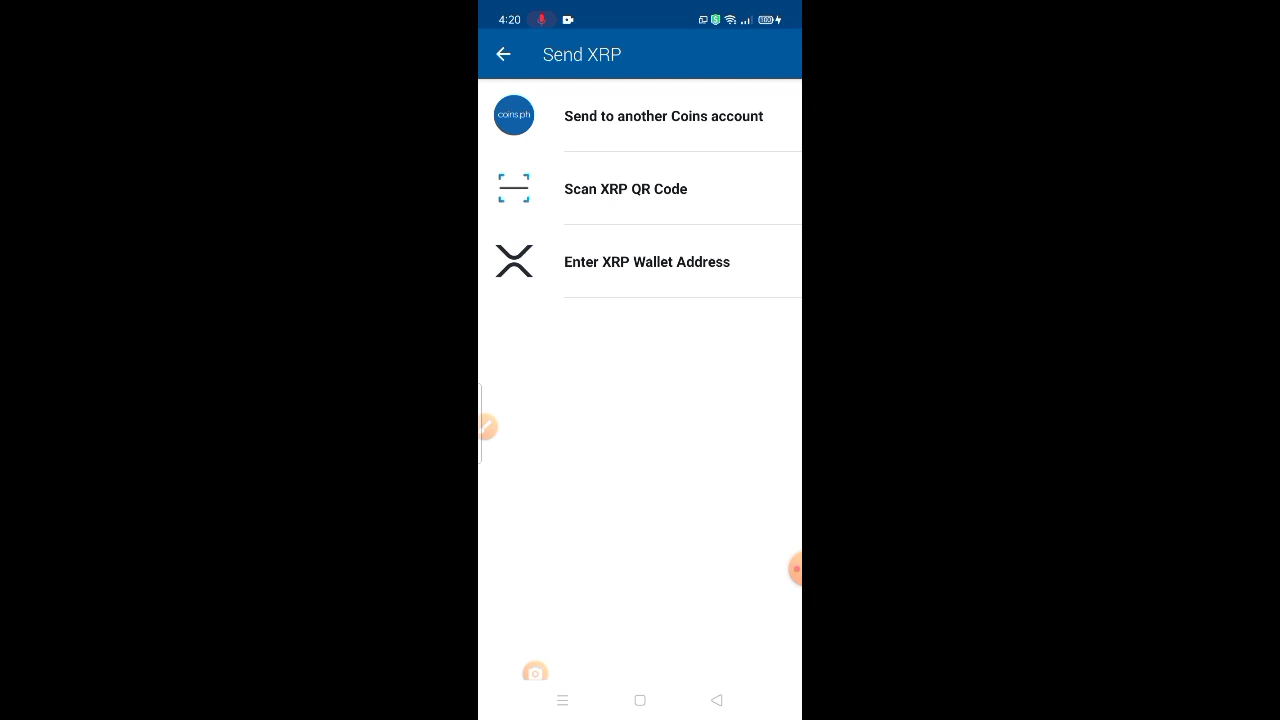 4:20
100
Send XRP
coins.ph
Send to another Coins account
Scan XRP QR Code
Enter XRP Wallet Address